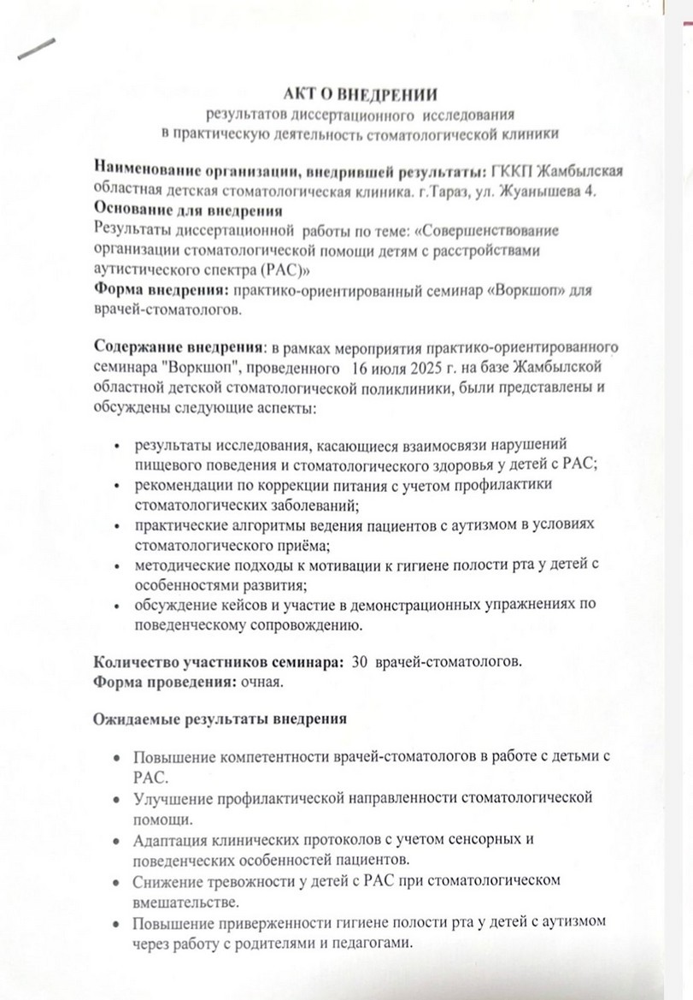 АКТ О ВНЕДРЕНИИ
результатов диссертационного исследования
в практическую деятельность стоматологической клиники
Наименование организации, внедрившей результаты: ГККП Жамбылская
областная детская стоматологическая клиника. г.Тараз, ул. Жуанышева 4.
Основание для внедрения
Результаты диссертационной работы по теме: «Совершенствование
организации стоматологической помощи детям с расстройствами
аутистического спектра (РАС)»
Форма внедрения: практико-ориентированный семинар «Воркшоп» для
врачей-стоматологов.
Содержание внедрения: в рамках мероприятия практико-ориентированного
семинара "Воркшоп", проведенного 16 июля 2025 г. на базе Жамбылской
областной детской стоматологической поликлиники, были представлены и
обсуждены следующие аспекты:
• результаты исследования, касающиеся взаимосвязи нарушений
пищевого поведения и стоматологического здоровья у детей с РАС;
• рекомендации по коррекции питания с учетом профилактики
стоматологических заболеваний;
• практические алгоритмы ведения пациентов с аутизмом в условиях
стоматологического приёма;
• методические подходы к мотивации к гигиене полости рта у детей с
особенностями развития;
• обсуждение кейсов и участие в демонстрационных упражнениях по
поведенческому сопровождению.
Количество участников семинара: 30 врачей-стоматологов.
Форма проведения: очная.
Ожидаемые результаты внедрения
• Повышение компетентности врачей-стоматологов в работе с детьми с
РАС.
• Улучшение профилактической направленности стоматологической
помощи.
• Адаптация клинических протоколов с учетом сенсорных и
поведенческих особенностей пациентов.
• Снижение тревожности у детей с РАС при стоматологическом
вмешательстве.
• Повышение приверженности гигиене полости рта у детей с аутизмом
через работу с родителями и педагогами.